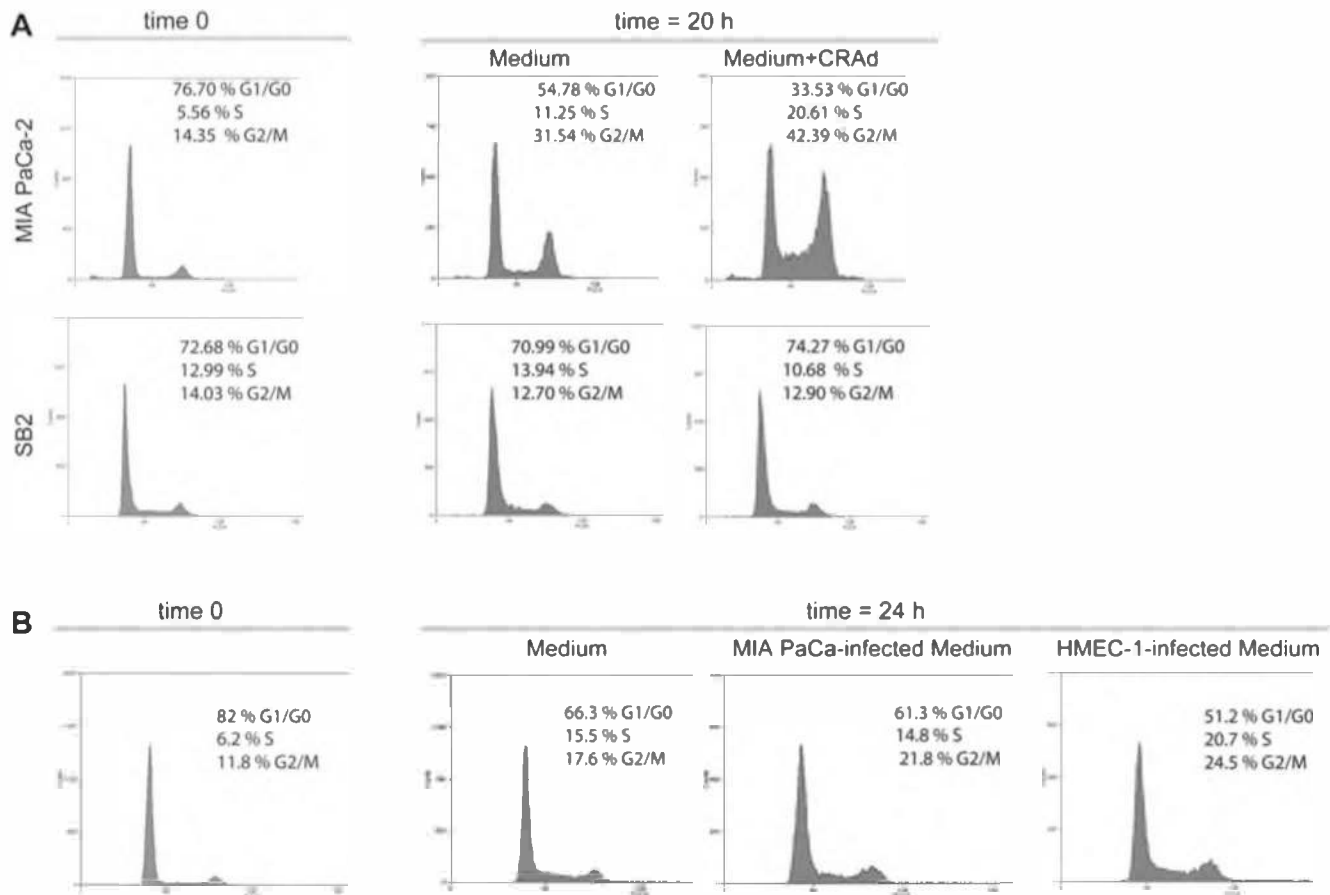 A
time 0
time = 20 h
Medium
Medium+CRAd
MIA PaCa-2
76.70 % G1/G0
5.56 % S
14.35 % G2/M
54.78 % G1/G0
11.25 % S
31.54 % G2/M
33.53 % G1/G0
20.61 % S
42.39 % G2/M
SB2
72.68 % G1/G0
12.99 % S
14.03 % G2/M
70.99 % G1/G0
13.94 % S
12.70 % G2/M
74.27 % G1/G0
10.68 % S
12.90 % G2/M
B
time 0
time = 24 h
Medium
MIA PaCa-infected Medium
HMEC-1-infected Medium
82 % G1/G0
6.2 % S
11.8 % G2/M
66.3 % G1/G0
15.5 % S
17.6 % G2/M
61.3 % G1/G0
14.8 % S
21.8 % G2/M
51.2 % G1/G0
20.7 % S
24.5 % G2/M